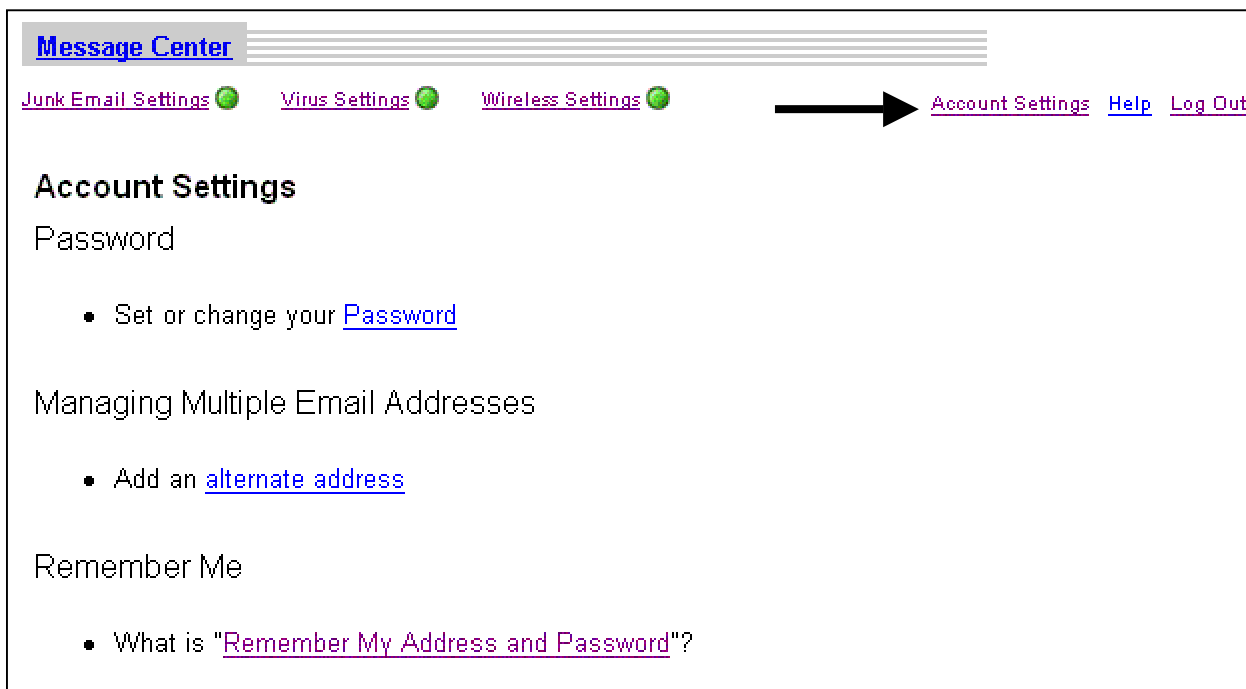 Message Center
Junk Email Settings Virus Settings Wireless Settings Account Settings Help Log Out
Account Settings
Password
• Set or change your Password
Managing Multiple Email Addresses
• Add an alternate address
Remember Me
• What is "Remember My Address and Password"?